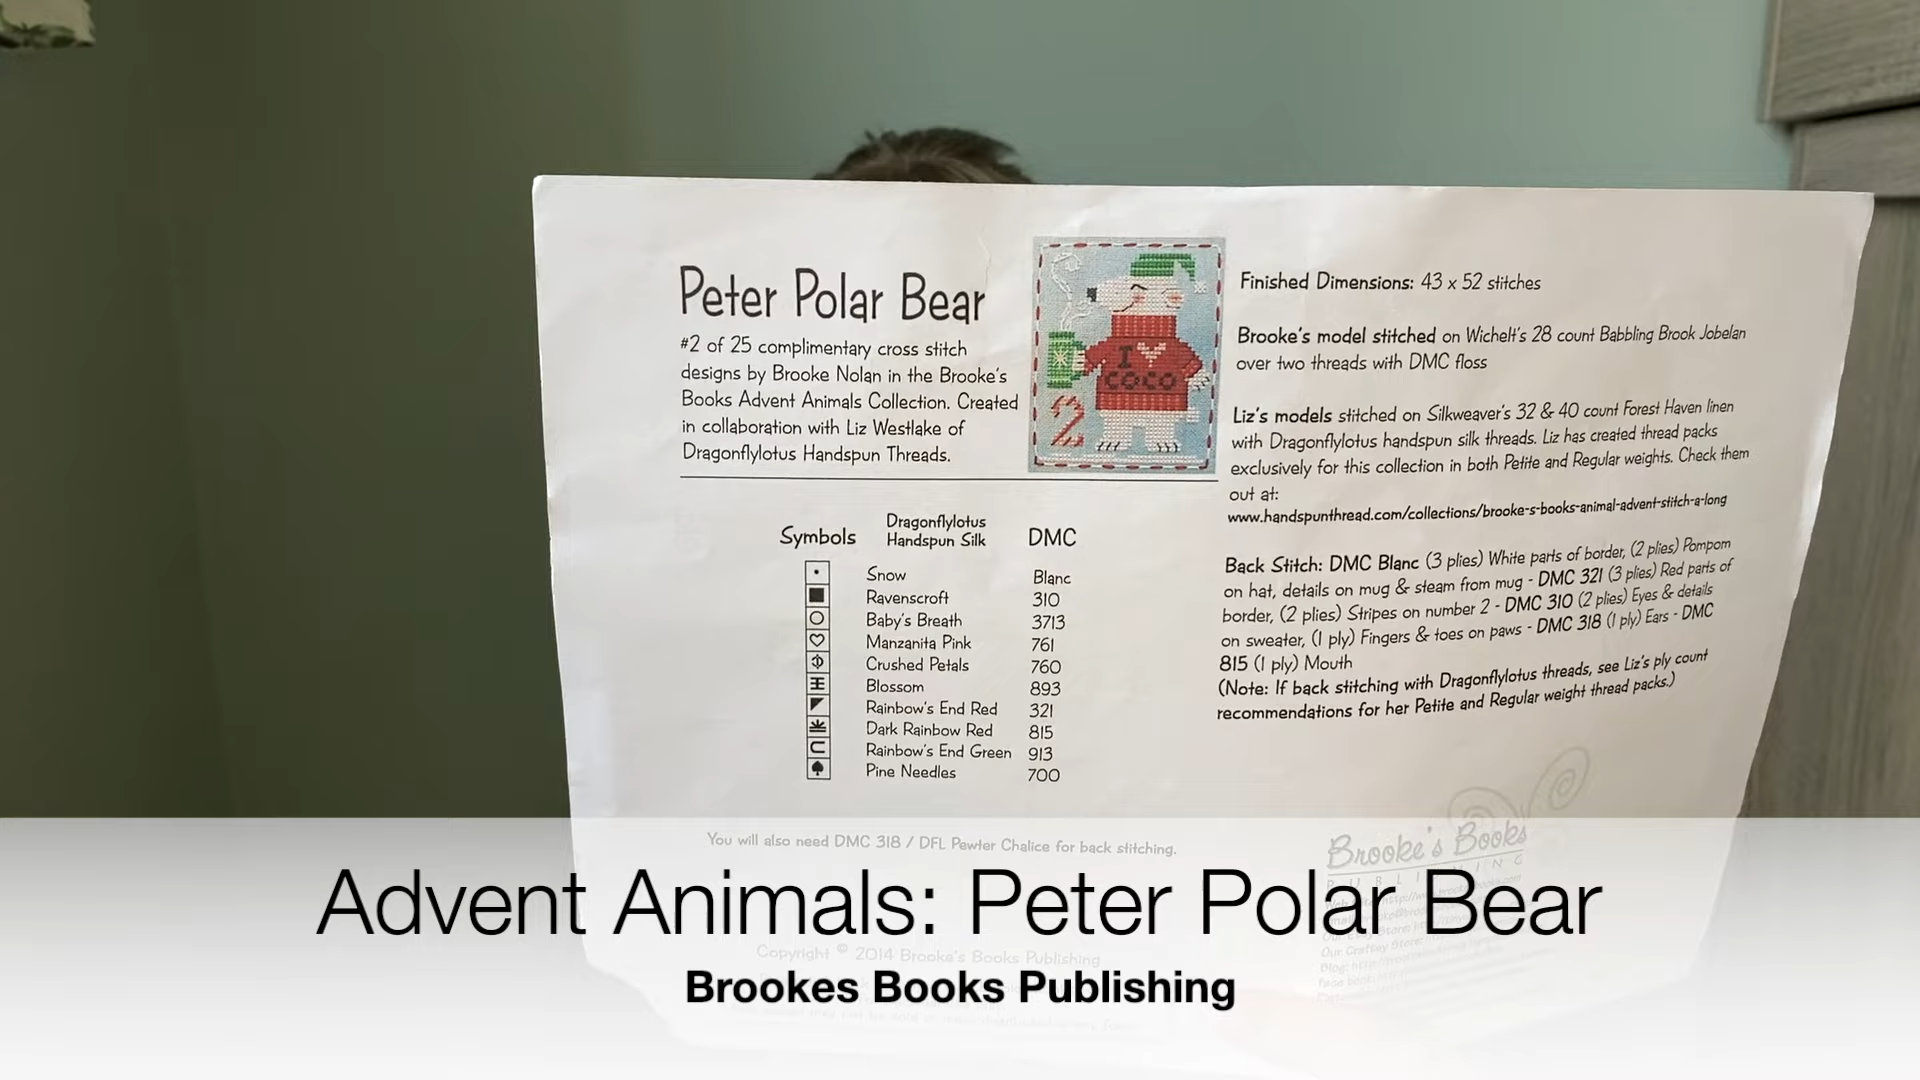 Peter Polar Bear
#2 of 25 complimentary cross stitch
designs by Brooke Nolan in the Brooke's
Books Advent Animals Collection. Created
in collaboration with Liz Westlake of
Dragonflylotus Handspun Threads.
I ♥
COCO
2
Finished Dimensions: 43 x 52 stitches
Brooke's model stitched on Wichelt's 28 count Babbling Brook Jobelan
over two threads with DMC floss
Liz's models stitched on Silkweaver's 32 & 40 count Forest Haven linen
with Dragonflylotus handspun silk threads. Liz has created thread packs
exclusively for this collection in both Petite and Regular weights. Check them
out at:
www.handspunthread.com/collections/brooke-s-books-animal-advent-stitch-a-long
Back Stitch: DMC Blanc (3 plies) White parts of border, (2 plies) Pompom
on hat, details on mug & steam from mug - DMC 321 (3 plies) Red parts of
border, (2 plies) Stripes on number 2 - DMC 310 (2 plies) Eyes & details
on sweater, (1 ply) Fingers & toes on paws - DMC 318 (1 ply) Ears - DMC
815 (1 ply) Mouth
(Note: If back stitching with Dragonflylotus threads, see Liz's ply count
recommendations for her Petite and Regular weight thread packs.)
Symbols Dragonflylotus Handspun Silk DMC
Snow Blanc
Ravenscroft 310
Baby's Breath 3713
Manzanita Pink 761
Crushed Petals 760
Blossom 893
Rainbow's End Red 321
Dark Rainbow Red 815
Rainbow's End Green 913
Pine Needles 700
You will also need DMC 318 / DFL Pewter Chalice for back stitching.
Brooke's Books
PUBLISHING
Copyright © 2014 Brooke's Books Publishing
Advent Animals: Peter Polar Bear
Brookes Books Publishing